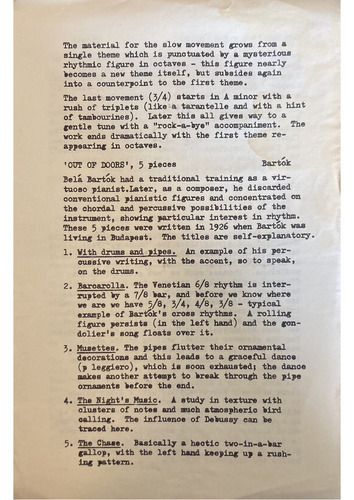 The material for the slow movement grows from a
single theme which is punctuated by a mysterious
rhythmic figure in octaves - this figure nearly
becomes a new theme itself, but subsides again
into a counterpoint to the first theme.
The last movement (3/4) starts in A minor with a
rush of triplets (like a tarantelle and with a hint
of tambourines). Later this all gives way to a
gentle tune with a "rock-a-bye" accompaniment. The
work ends dramatically with the first theme re-
appearing in octaves.
'OUT OF DOORS', 5 pieces Bartók
Belá Bartók had a traditional training as a vir-
tuoso pianist.Later, as a composer, he discarded
conventional pianistic figures and concentrated on
the chordal and percussive possibilities of the
instrument, showing particular interest in rhythm.
These 5 pieces were written in 1926 when Bartók was
living in Budapest. The titles are self-explanatory.
1. With drums and pipes. An example of his per-
cussive writing, with the accent, so to speak,
on the drums.
2. Barcarolla. The Venetian 6/8 rhythm is inter-
rupted by a 7/8 bar, and before we know where
we are we have 5/8, 3/4, 4/8, 3/8 - typical
example of Bartók's cross rhythms. A rolling
figure persists (in the left hand) and the gon-
dolier's song floats over it.
3. Musettes. The pipes flutter their ornamental
decorations and this leads to a graceful dance
(p leggiero), which is soon exhausted; the dance
makes another attempt to break through the pipe
ornaments before the end.
4. The Night's Music. A study in texture with
clusters of notes and much atmospheric bird
calling. The influence of Debussy can be
traced here.
5. The Chase. Basically a hectic two-in-a-bar
gallop, with the left hand keeping up a rush-
ing pattern.